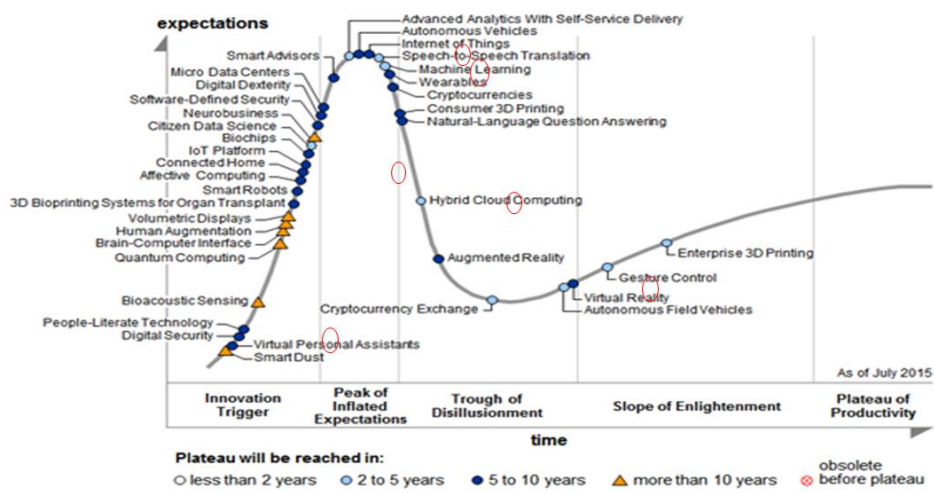 expectations
Advanced Analytics With Self-Service Delivery
Autonomous Vehicles
Internet of Things
Smart Advisors
Speech-to-Speech Translation
Machine Learning
Micro Data Centers
Wearables
Digital Dexterity
Cryptocurrencies
Software-Defined Security
Consumer 3D Printing
Neurobusiness
Natural-Language Question Answering
Citizen Data Science
Biochips
IoT Platform
Connected Home
Affective Computing
Smart Robots
Hybrid Cloud Computing
3D Bioprinting Systems for Organ Transplant
Volumetric Displays
Human Augmentation
Brain-Computer Interface
Quantum Computing
Enterprise 3D Printing
Augmented Reality
Gesture Control
Bioacoustic Sensing
Virtual Reality
Cryptocurrency Exchange
Autonomous Field Vehicles
People-Literate Technology
Digital Security
Virtual Personal Assistants
Smart Dust
As of July 2015
Innovation
Trigger
Peak of
Inflated
Expectations
Trough of
Disillusionment
Slope of Enlightenment
Plateau of
Productivity
time
Plateau will be reached in:
less than 2 years
2 to 5 years
5 to 10 years
more than 10 years
obsolete
before plateau